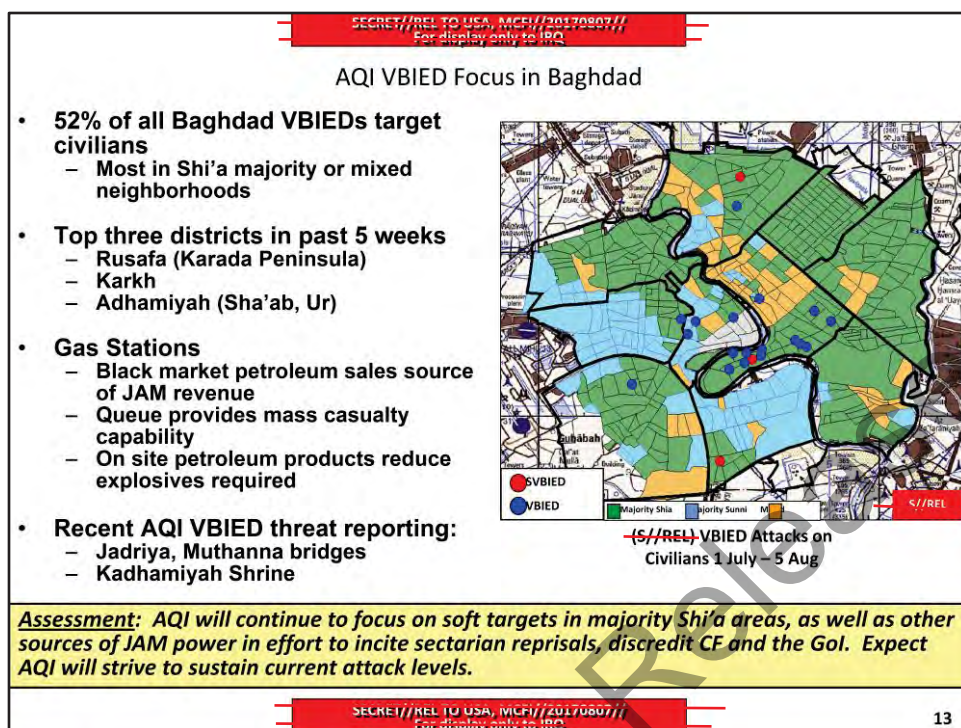 SECRET//REL TO USA, MCFI//20170807//
For display only to IRQ
AQI VBIED Focus in Baghdad
• 52% of all Baghdad VBIEDs target
civilians
– Most in Shi'a majority or mixed
neighborhoods
• Top three districts in past 5 weeks
– Rusafa (Karada Peninsula)
– Karkh
– Adhamiyah (Sha'ab, Ur)
• Gas Stations
– Black market petroleum sales source
of JAM revenue
– Queue provides mass casualty
capability
– On site petroleum products reduce
explosives required
• Recent AQI VBIED threat reporting:
– Jadriya, Muthanna bridges
– Kadhamiyah Shrine
SVBIED
VBIED
Majority Shia
ajority Sunni
M
S//REL
(S//REL) VBIED Attacks on
Civilians 1 July – 5 Aug
Assessment: AQI will continue to focus on soft targets in majority Shi'a areas, as well as other
sources of JAM power in effort to incite sectarian reprisals, discredit CF and the GoI. Expect
AQI will strive to sustain current attack levels.
Release
SECRET//REL TO USA, MCFI//20170807//
For display only to IRQ
13